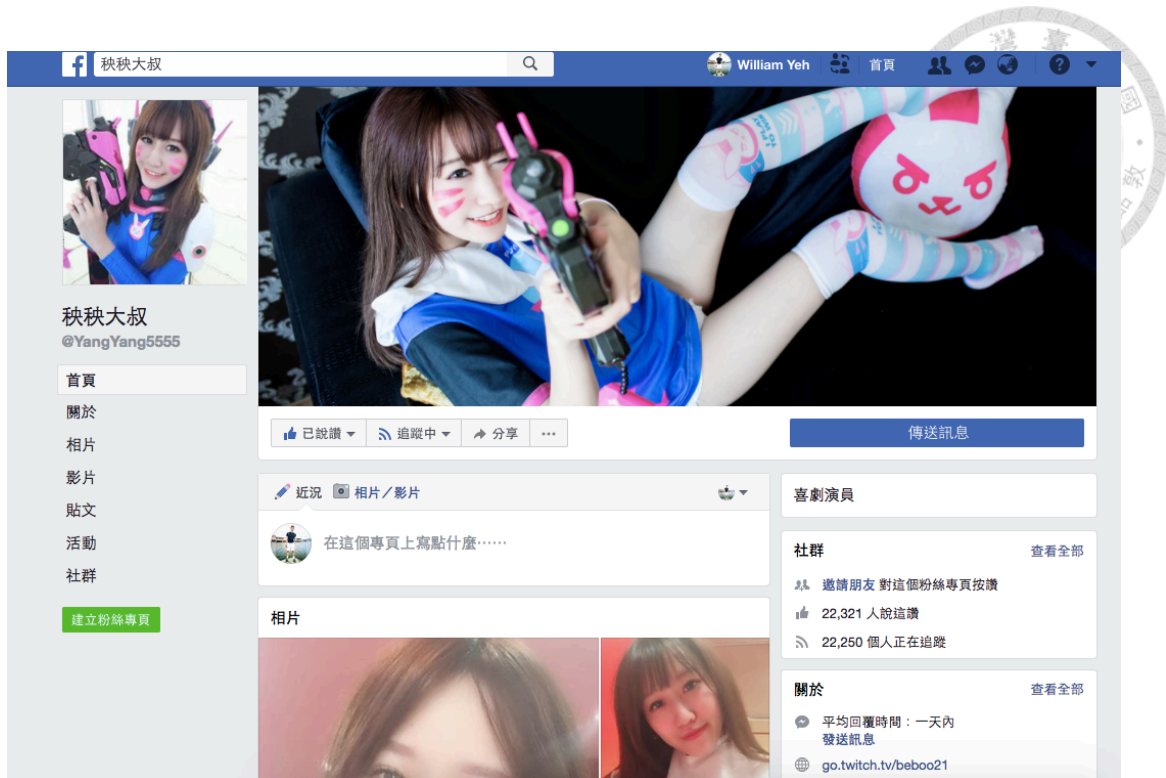 秧秧大叔
William Yeh
首頁
秧秧大叔
@YangYang5555
首頁
關於
相片
影片
貼文
活動
社群
建立粉絲專頁
已說讚
追蹤中
分享
傳送訊息
近況
相片／影片
在這個專頁上寫點什麼……
相片
喜劇演員
社群
查看全部
邀請朋友 對這個粉絲專頁按讚
22,321 人說這讚
22,250 個人正在追蹤
關於
查看全部
平均回覆時間：一天內
發送訊息
go.twitch.tv/beboo21